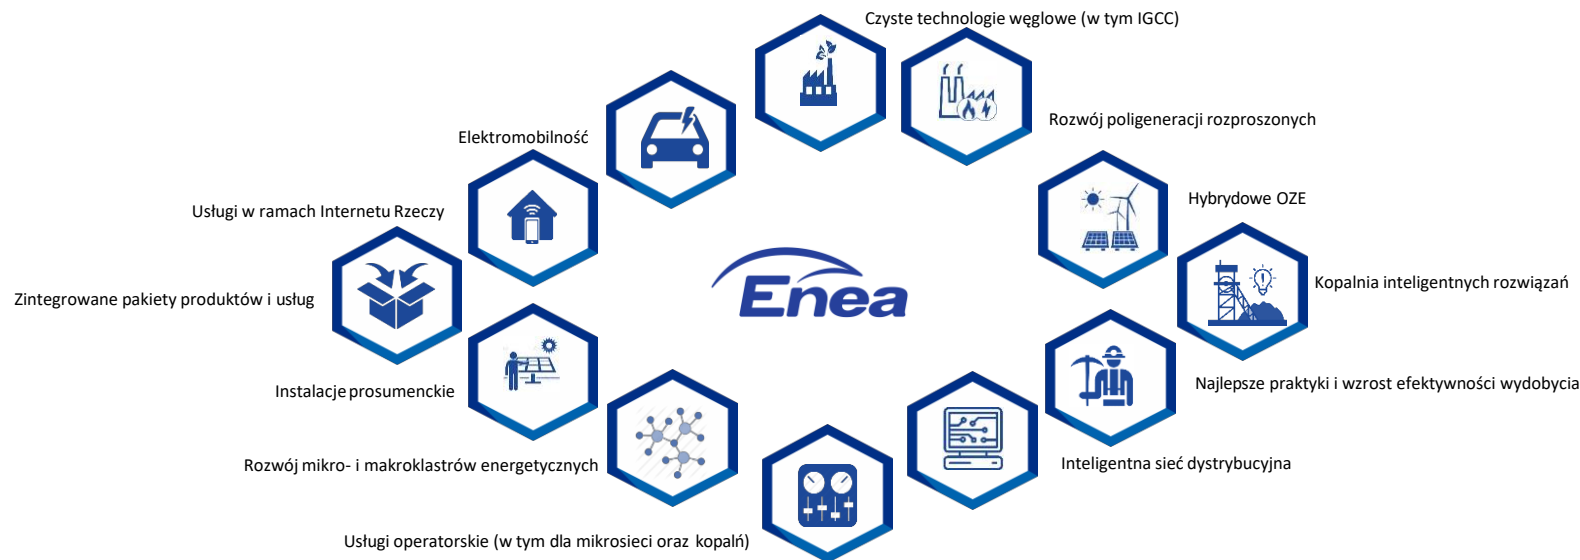 Czyste technologie węglowe (w tym IGCC)
Rozwój poligeneracji rozproszonych
Elektromobilność
Hybrydowe OZE
Usługi w ramach Internetu Rzeczy
Kopalnia inteligentnych rozwiązań
Zintegrowane pakiety produktów i usług
Enea
Najlepsze praktyki i wzrost efektywności wydobycia
Instalacje prosumenckie
Inteligentna sieć dystrybucyjna
Rozwój mikro- i makroklastrów energetycznych
Usługi operatorskie (w tym dla mikrosieci oraz kopalń)